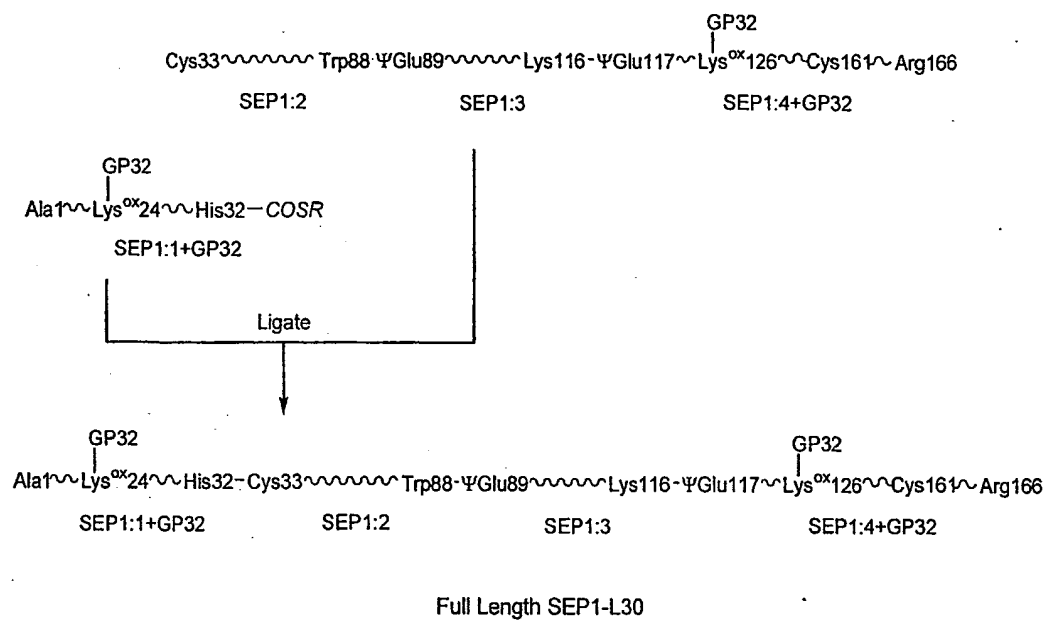 GP32
Cys33 Trp88 ΨGlu89 Lys116-ΨGlu117 Lysᵒˣ126 Cys161 Arg166
SEP1:2 SEP1:3 SEP1:4+GP32
GP32
Ala1 Lysᵒˣ24 His32-COSR
SEP1:1+GP32
Ligate
GP32 GP32
Ala1 Lysᵒˣ24 His32-Cys33 Trp88-ΨGlu89 Lys116-ΨGlu117 Lysᵒˣ126 Cys161 Arg166
SEP1:1+GP32 SEP1:2 SEP1:3 SEP1:4+GP32
Full Length SEP1-L30